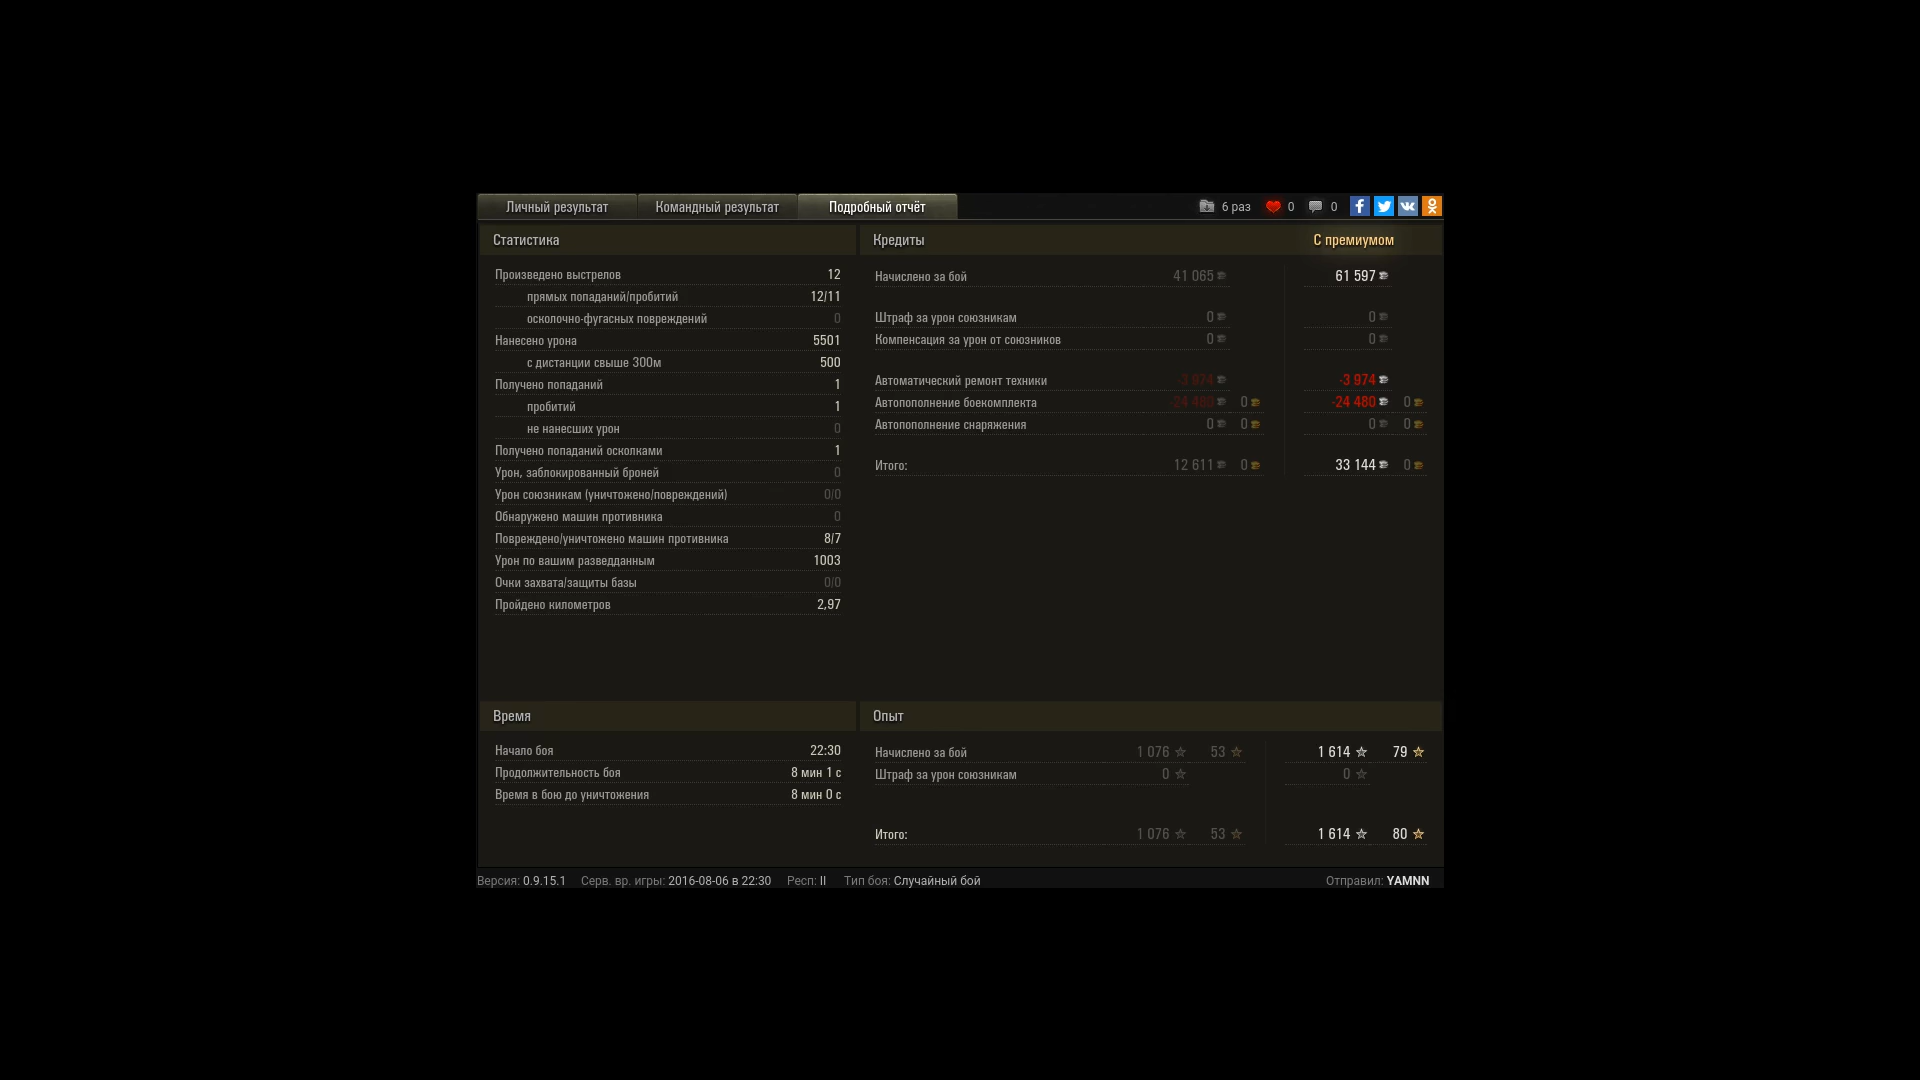 Личный результат Командный результат Подробный отчёт 6 раз 0 0
Статистика
Произведено выстрелов 12
прямых попаданий/пробитий 12/11
осколочно-фугасных повреждений 0
Нанесено урона 5501
с дистанции свыше 300м 500
Получено попаданий 1
пробитий 1
не нанесших урон 0
Получено попаданий осколками 1
Урон, заблокированный броней 0
Урон союзникам (уничтожено/повреждений) 0/0
Обнаружено машин противника 0
Повреждено/уничтожено машин противника 8/7
Урон по вашим разведданным 1003
Очки захвата/защиты базы 0/0
Пройдено километров 2,97
Кредиты С премиумом
Начислено за бой 41 065 61 597
Штраф за урон союзникам 0 0
Компенсация за урон от союзников 0 0
Автоматический ремонт техники -3 974 -3 974
Автопополнение боекомплекта -24 480 0 -24 480 0
Автопополнение снаряжения 0 0 0 0
Итого: 12 611 0 33 144 0
Время
Начало боя 22:30
Продолжительность боя 8 мин 1 с
Время в бою до уничтожения 8 мин 0 с
Опыт
Начислено за бой 1 076 53 1 614 79
Штраф за урон союзникам 0 0
Итого: 1 076 53 1 614 80
Версия: 0.9.15.1 Серв. вр. игры: 2016-08-06 в 22:30 Респ: II Тип боя: Случайный бой Отправил: YAMNN